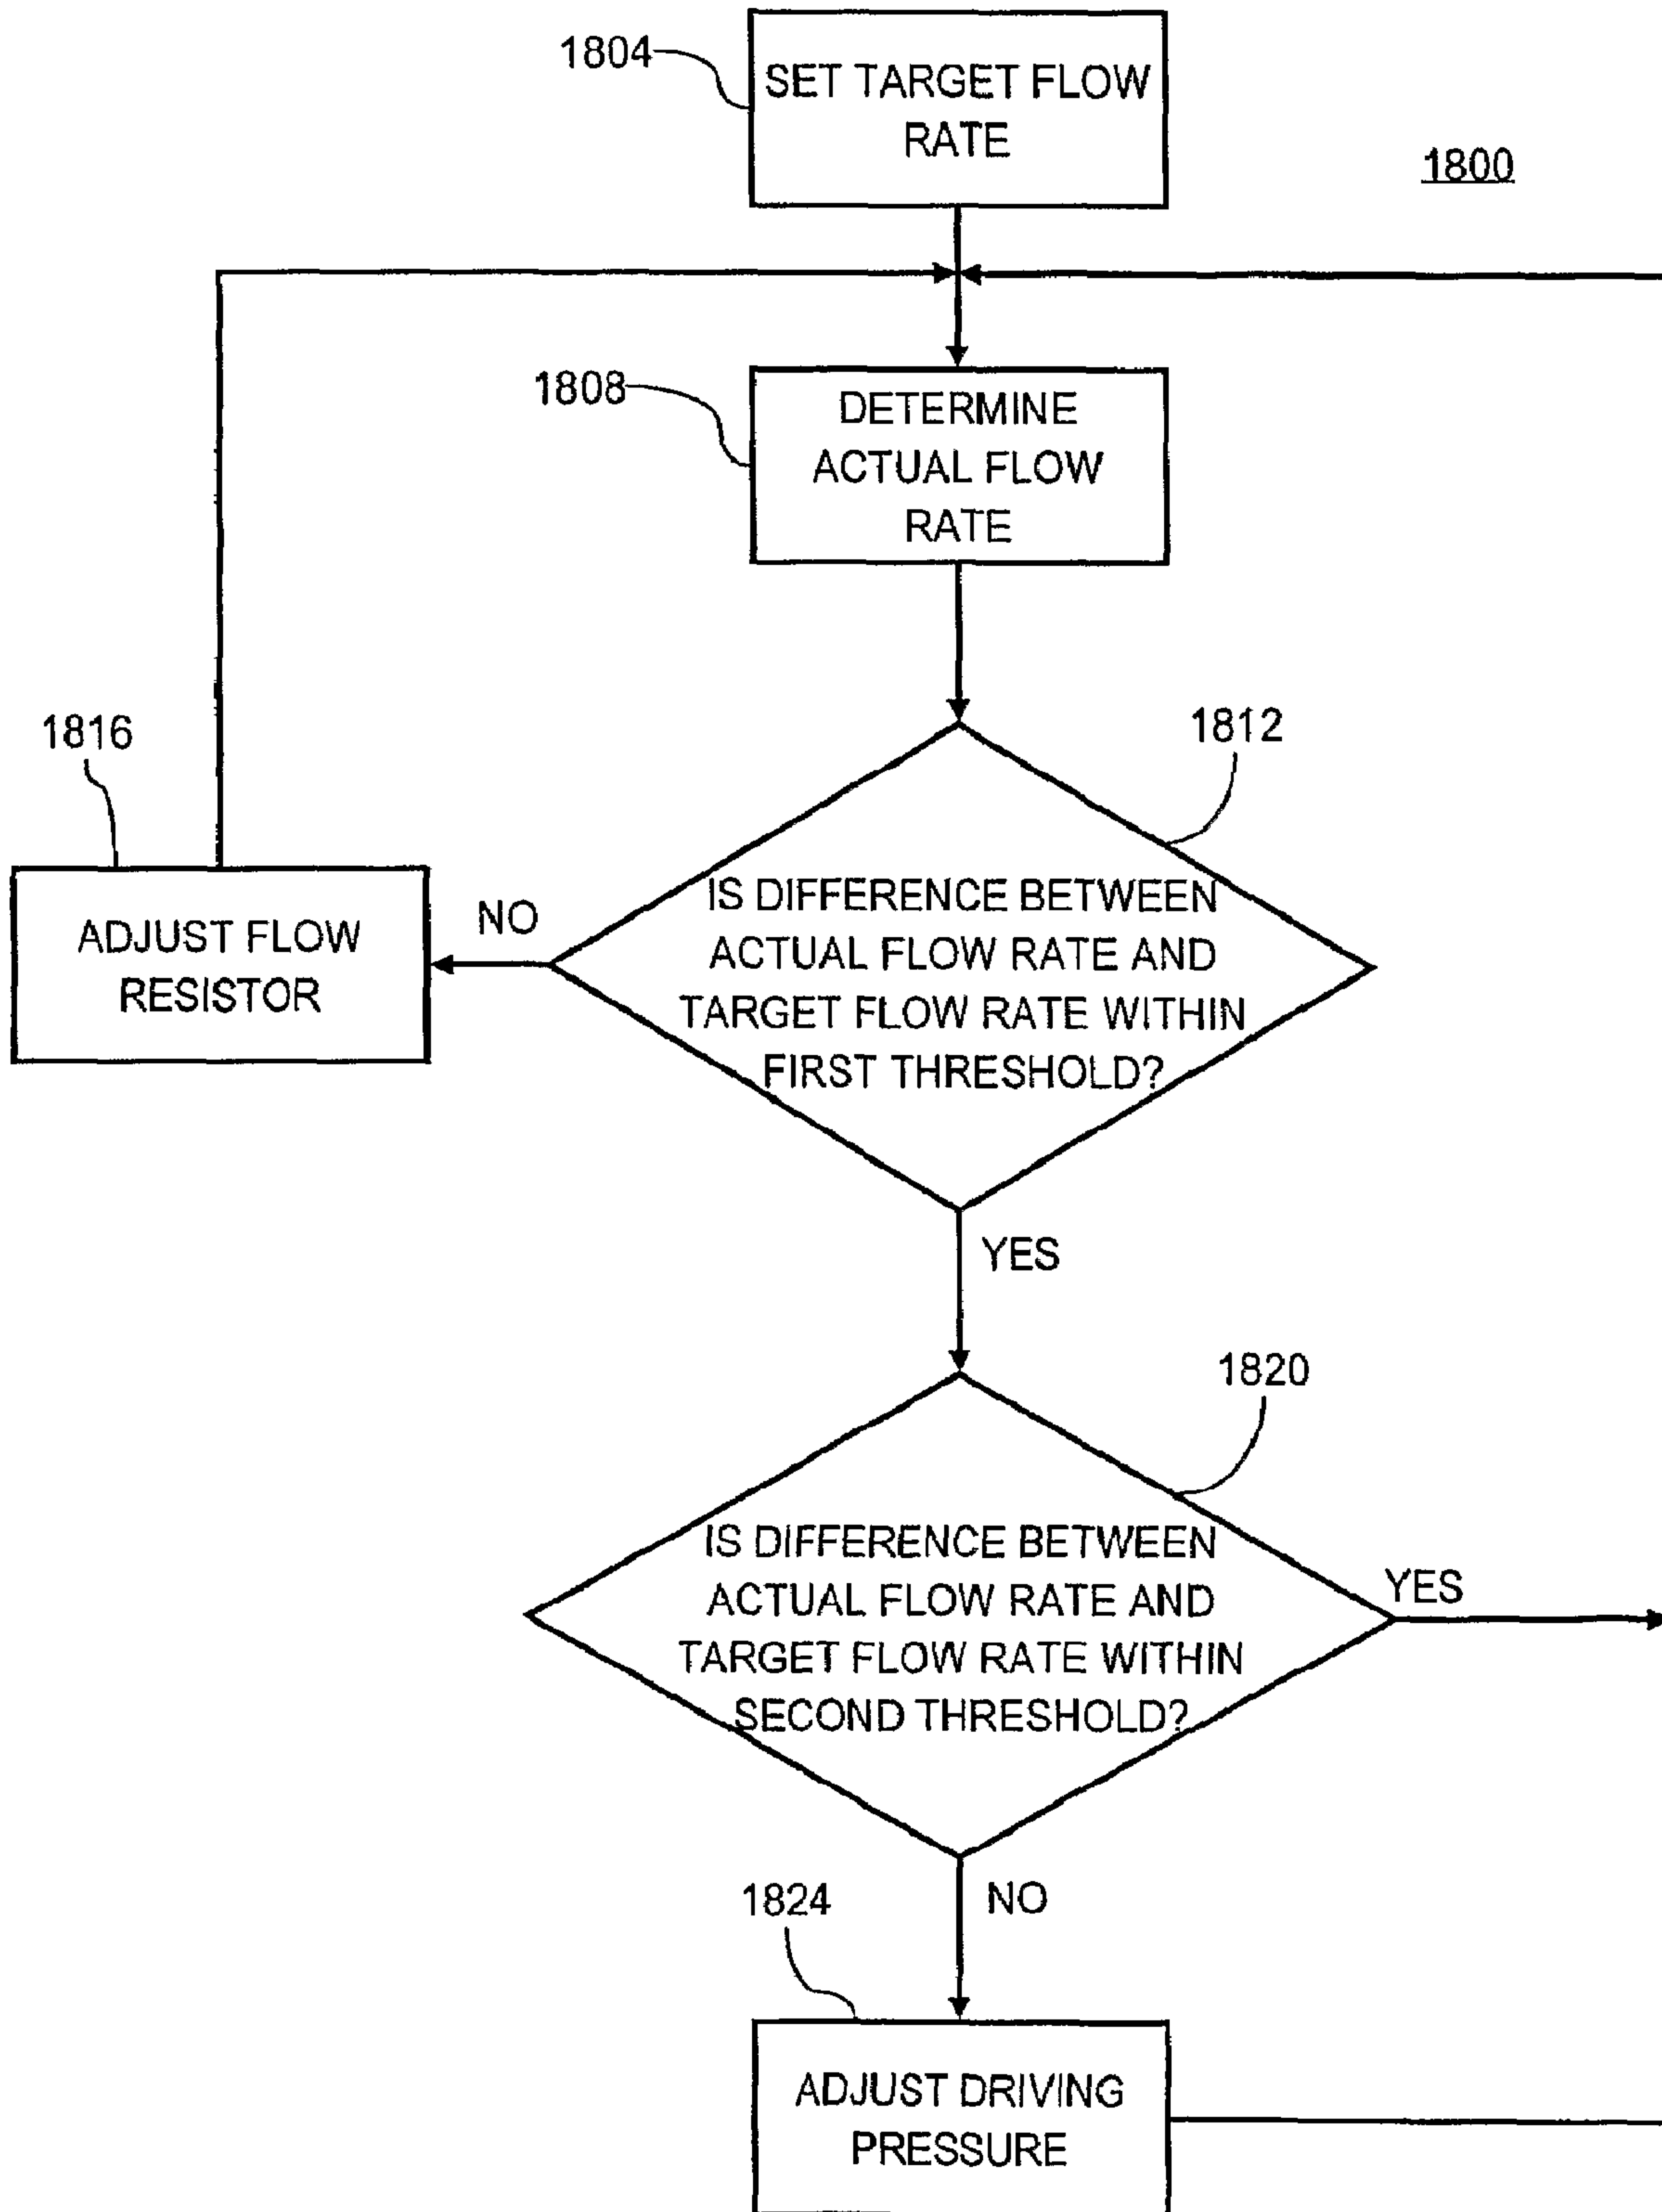 1804
SET TARGET FLOW
RATE
1800
1808
DETERMINE
ACTUAL FLOW
RATE
1812
1816
IS DIFFERENCE BETWEEN
ACTUAL FLOW RATE AND
TARGET FLOW RATE WITHIN
FIRST THRESHOLD?
NO
ADJUST FLOW
RESISTOR
YES
1820
IS DIFFERENCE BETWEEN
ACTUAL FLOW RATE AND
TARGET FLOW RATE WITHIN
SECOND THRESHOLD?
YES
NO
1824
ADJUST DRIVING
PRESSURE